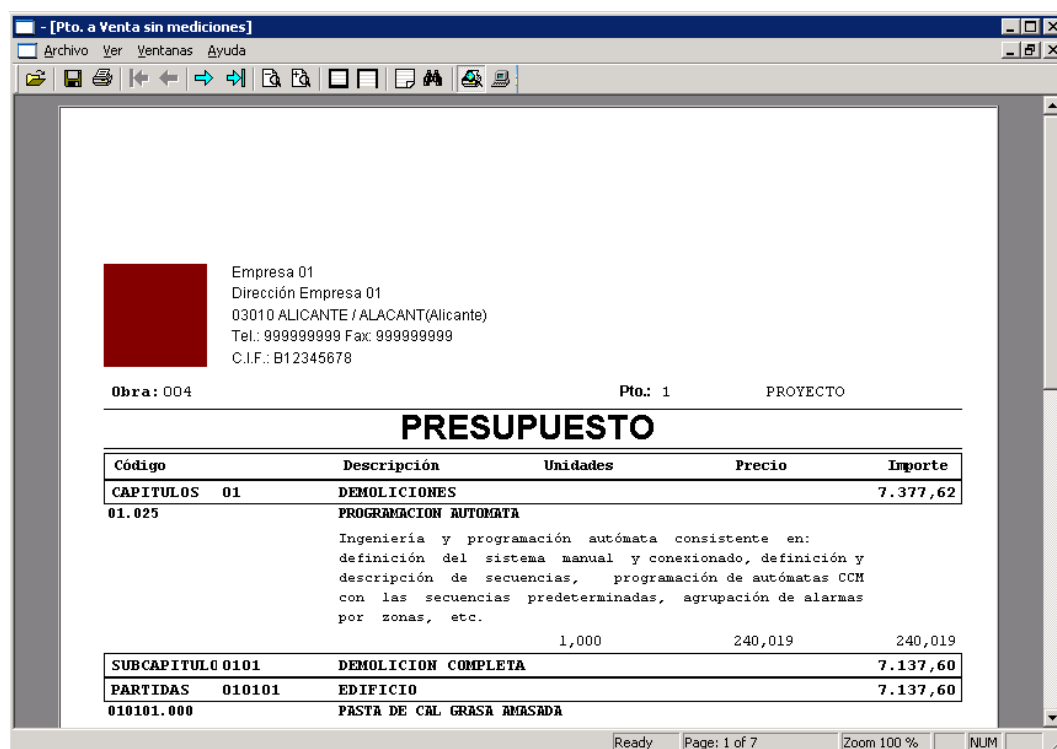 - [Pto. a Venta sin mediciones]
Archivo Ver Ventanas Ayuda
Empresa 01
Dirección Empresa 01
03010 ALICANTE / ALACANT(Alicante)
Tel.: 999999999 Fax: 999999999
C.I.F.: B12345678
Obra: 004 Pto.: 1 PROYECTO
PRESUPUESTO
Código Descripción Unidades Precio Importe
CAPITULOS 01 DEMOLICIONES 7.377,62
01.025 PROGRAMACION AUTOMATA
Ingeniería y programación autómata consistente en:
definición del sistema manual y conexionado, definición y
descripción de secuencias, programación de autómatas CCM
con las secuencias predeterminadas, agrupación de alarmas
por zonas, etc.
1,000 240,019 240,019
SUBCAPITULO 0101 DEMOLICION COMPLETA 7.137,60
PARTIDAS 010101 EDIFICIO 7.137,60
010101.000 PASTA DE CAL GRASA AMASADA
Ready Page: 1 of 7 Zoom 100 % NUM